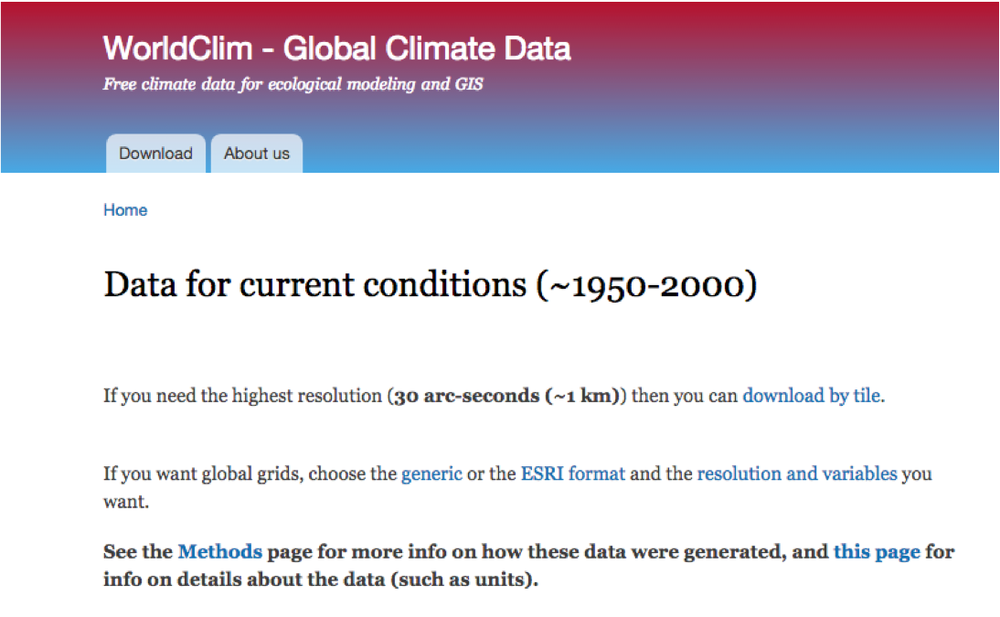 WorldClim - Global Climate Data
Free climate data for ecological modeling and GIS
Download About us
Home
Data for current conditions (~1950-2000)
If you need the highest resolution (30 arc-seconds (~1 km)) then you can download by tile.
If you want global grids, choose the generic or the ESRI format and the resolution and variables you
want.
See the Methods page for more info on how these data were generated, and this page for
info on details about the data (such as units).